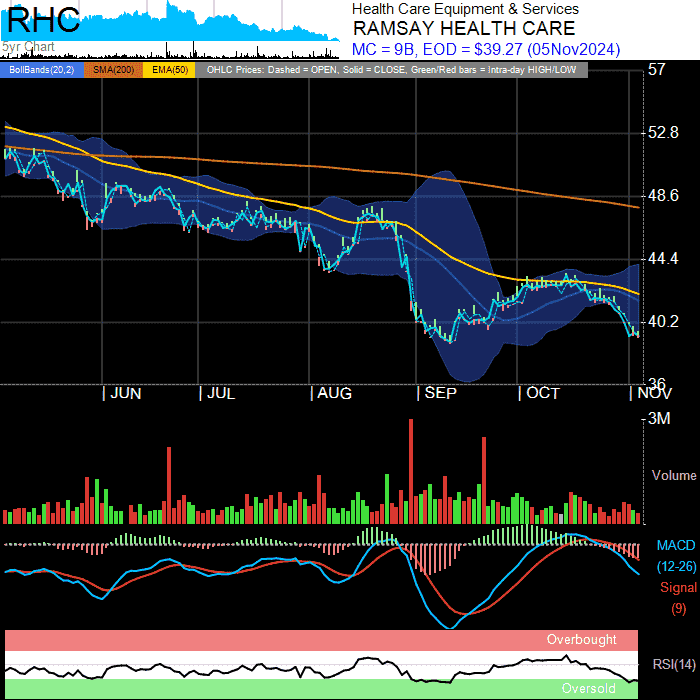 RHC
5yr Chart
Health Care Equipment & Services
RAMSAY HEALTH CARE
MC = 9B, EOD = $39.27 (05Nov2024)
BollBands(20,2) SMA(200) EMA(50) OHLC Prices: Dashed = OPEN, Solid = CLOSE, Green/Red bars = Intra-day HIGH/LOW
57
52.8
48.6
44.4
40.2
36
JUN JUL AUG SEP OCT NOV
3M
Volume
MACD
(12-26)
Signal
(9)
Overbought
RSI(14)
Oversold